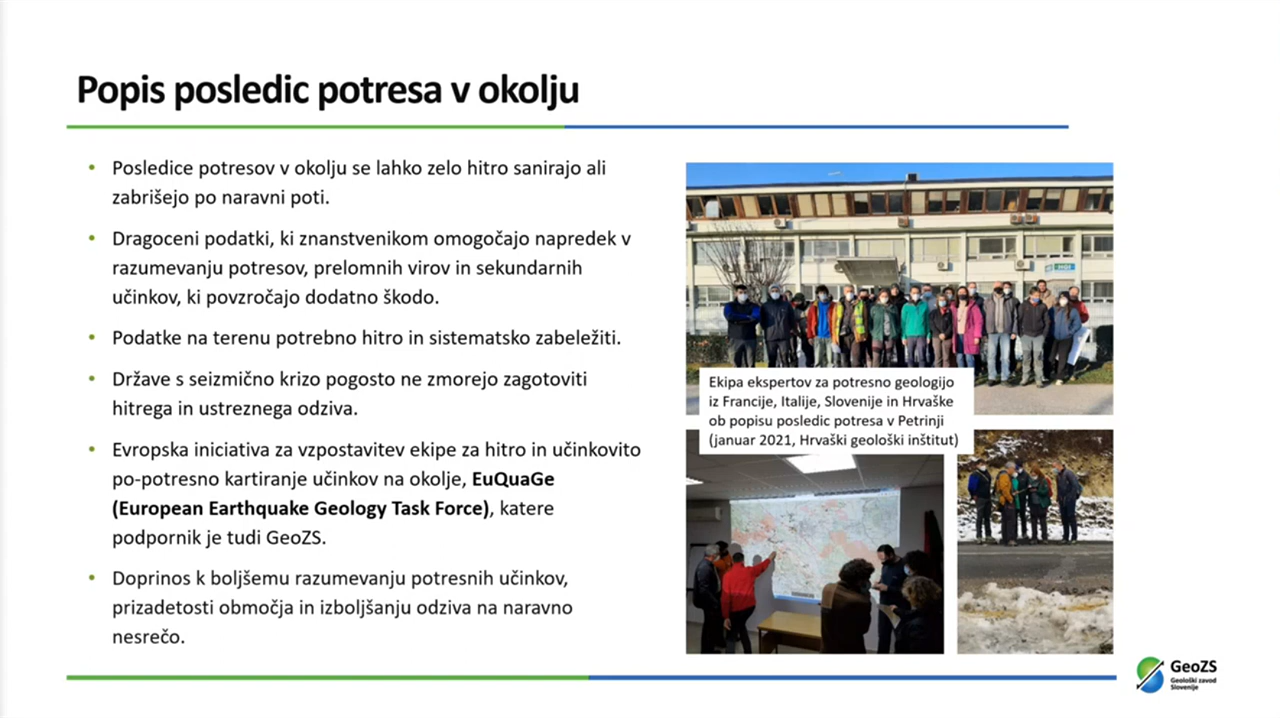 Popis posledic potresa v okolju
• Posledice potresov v okolju se lahko zelo hitro sanirajo ali
zabrišejo po naravni poti.
• Dragoceni podatki, ki znanstvenikom omogočajo napredek v
razumevanju potresov, prelomnih virov in sekundarnih
učinkov, ki povzročajo dodatno škodo.
• Podatke na terenu potrebno hitro in sistematsko zabeležiti.
• Države s seizmično krizo pogosto ne zmorejo zagotoviti
hitrega in ustreznega odziva.
• Evropska iniciativa za vzpostavitev ekipe za hitro in učinkovito
po-potresno kartiranje učinkov na okolje, EuQuaGe
(European Earthquake Geology Task Force), katere
podpornik je tudi GeoZS.
• Doprinos k boljšemu razumevanju potresnih učinkov,
prizadetosti območja in izboljšanju odziva na naravno
nesrečo.
Ekipa ekspertov za potresno geologijo
iz Francije, Italije, Slovenije in Hrvaške
ob popisu posledic potresa v Petrinji
(januar 2021, Hrvaški geološki inštitut)
GeoZS
Geološki zavod
Slovenije